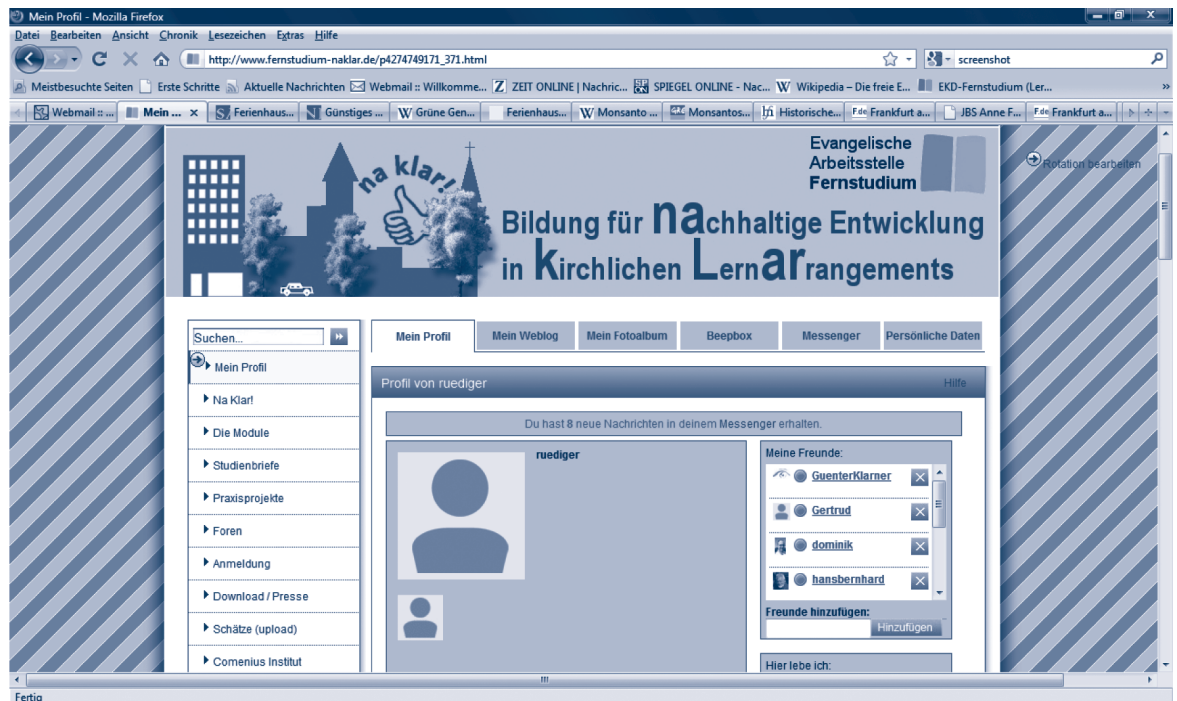 Mein Profil - Mozilla Firefox
Datei Bearbeiten Ansicht Chronik Lesezeichen Extras Hilfe
http://www.fernstudium-naklar.de/p4274749171_371.html
screenshot
Meistbesuchte Seiten Erste Schritte Aktuelle Nachrichten Webmail :: Willkomme... ZEIT ONLINE | Nachric... SPIEGEL ONLINE - Nac... Wikipedia – Die freie E... EKD-Fernstudium (Ler... »
Webmail :: ... Mein ... Ferienhaus... Günstiges ... Grüne Gen... Ferienhaus... Monsanto ... Monsantos... Historische... Frankfurt a... JBS Anne F... Frankfurt a...
na klar!
Evangelische
Arbeitsstelle
Fernstudium
Rotation bearbeiten
Bildung für nachhaltige Entwicklung
in kirchlichen Lernarrangements
Suchen...
Mein Profil
Na Klar!
Die Module
Studienbriefe
Praxisprojekte
Foren
Anmeldung
Download / Presse
Schätze (upload)
Comenius Institut
Mein Profil Mein Weblog Mein Fotoalbum Beepbox Messenger Persönliche Daten
Profil von ruediger Hilfe
Du hast 8 neue Nachrichten in deinem Messenger erhalten.
ruediger
Meine Freunde:
GuenterKlarner
Gertrud
dominik
hansbernhard
Freunde hinzufügen:
Hinzufügen
Hier lebe ich:
Fertig